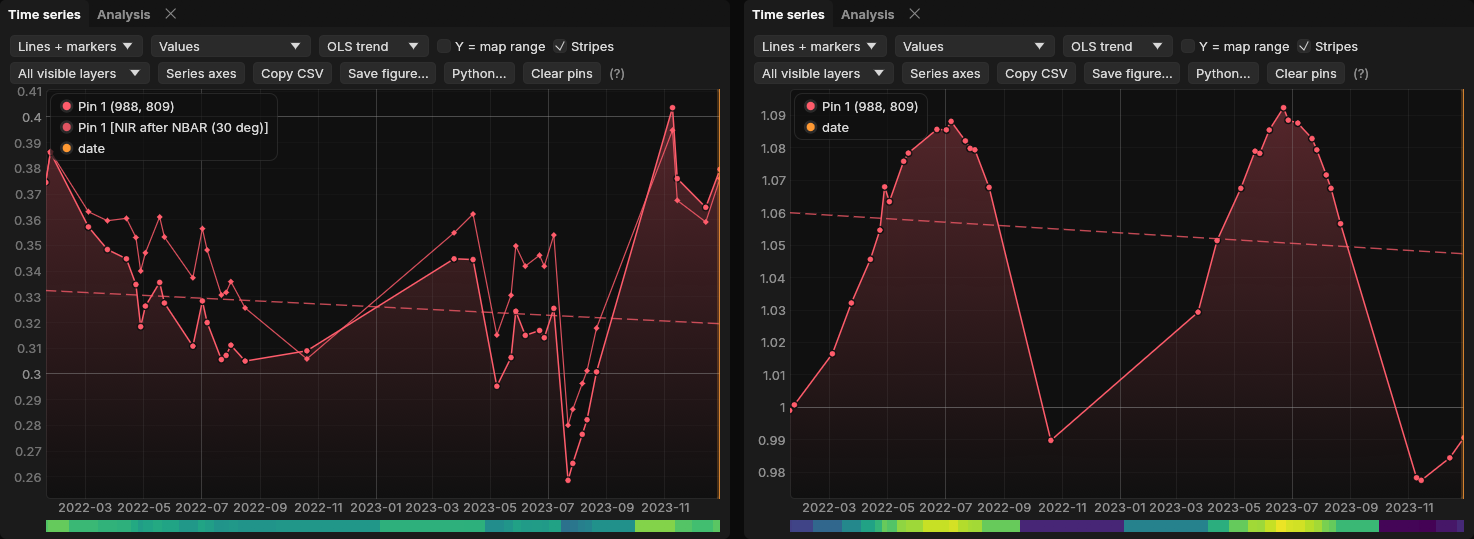 Time series Analysis
Lines + markers Values OLS trend Y = map range Stripes
All visible layers Series axes Copy CSV Save figure... Python... Clear pins (?)
Pin 1 (988, 809)
Pin 1 [NIR after NBAR (30 deg)]
date
0.41
0.4
0.39
0.38
0.37
0.36
0.35
0.34
0.33
0.32
0.31
0.3
0.29
0.28
0.27
0.26
2022-03 2022-05 2022-07 2022-09 2022-11 2023-01 2023-03 2023-05 2023-07 2023-09 2023-11
Time series Analysis
Lines + markers Values OLS trend Y = map range Stripes
All visible layers Series axes Copy CSV Save figure... Python... Clear pins (?)
Pin 1 (988, 809)
date
1.09
1.08
1.07
1.06
1.05
1.04
1.03
1.02
1.01
1
0.99
0.98
2022-03 2022-05 2022-07 2022-09 2022-11 2023-01 2023-03 2023-05 2023-07 2023-09 2023-11